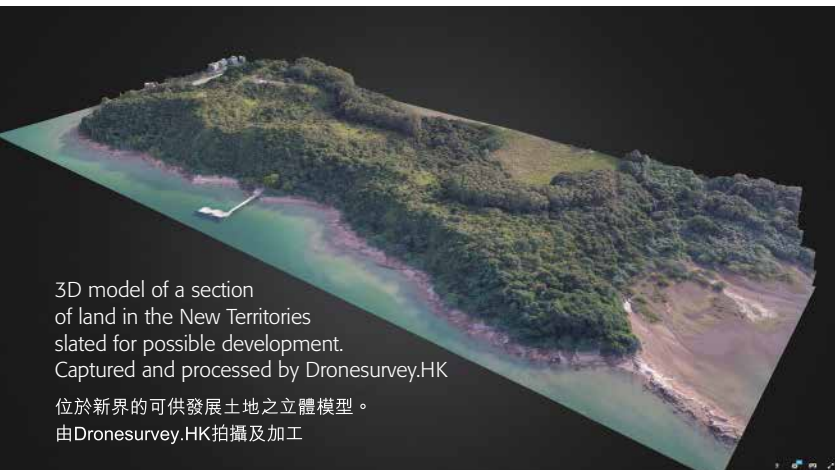 3D model of a section
of land in the New Territories
slated for possible development.
Captured and processed by Dronesurvey.HK
位於新界的可供發展土地之立體模型。
由Dronesurvey.HK拍攝及加工